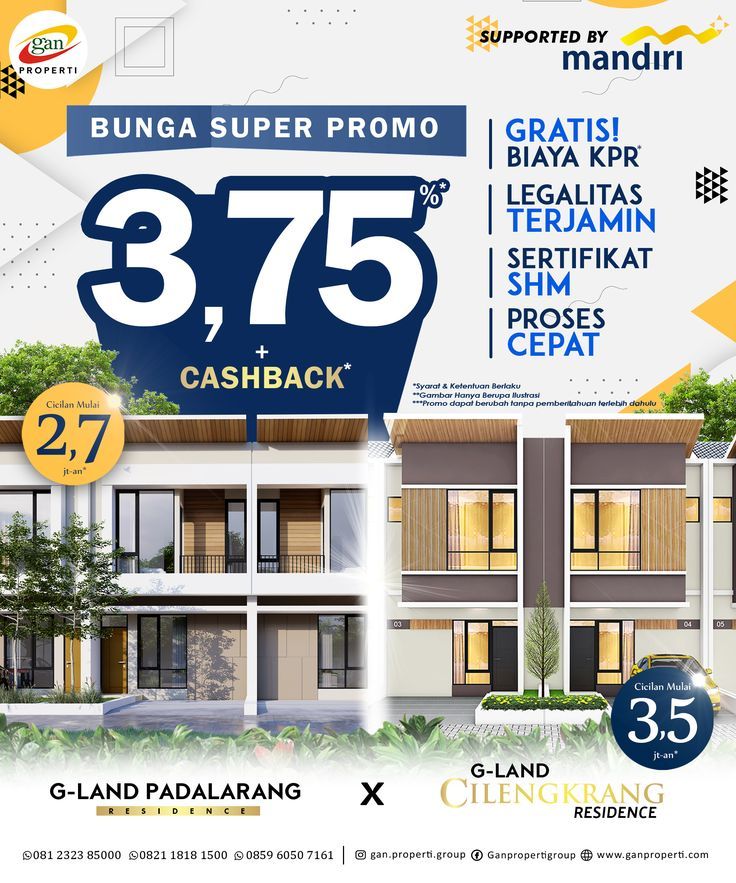 gan
PROPERTI
SUPPORTED BY
mandiri
BUNGA SUPER PROMO
3,75%*
+
CASHBACK*
GRATIS!
BIAYA KPR*
LEGALITAS
TERJAMIN
SERTIFIKAT
SHM
PROSES
CEPAT
*Syarat & Ketentuan Berlaku
**Gambar Hanya Berupa Ilustrasi
***Promo dapat berubah tanpa pemberitahuan terlebih dahulu
Cicilan Mulai
2,7
jt-an*
03
04
05
Cicilan Mulai
3,5
jt-an*
G-LAND PADALARANG
RESIDENCE
X
G-LAND
CILENGKRANG
RESIDENCE
081 2323 85000 0821 1818 1500 0859 6050 7161 | gan.properti.group Ganpropertigroup www.ganproperti.com